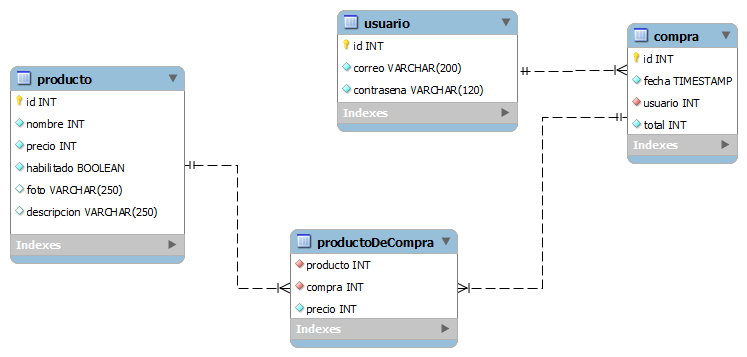 producto
id INT
nombre INT
precio INT
habilitado BOOLEAN
foto VARCHAR(250)
descripcion VARCHAR(250)
Indexes
usuario
id INT
correo VARCHAR(200)
contrasena VARCHAR(120)
Indexes
compra
id INT
fecha TIMESTAMP
usuario INT
total INT
Indexes
productoDeCompra
producto INT
compra INT
precio INT
Indexes